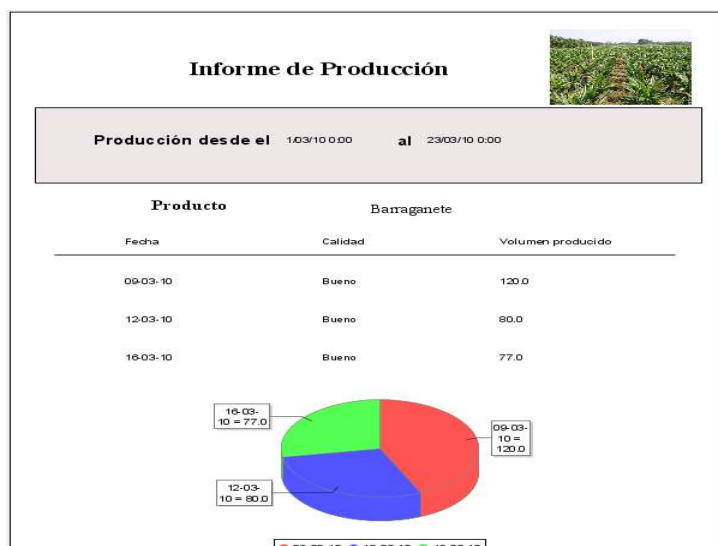 Informe de Producción
Producción desde el 1/03/10 0:00 al 23/03/10 0:00
Producto Barraganete
Fecha Calidad Volumen producido
09-03-10 Bueno 120.0
12-03-10 Bueno 80.0
16-03-10 Bueno 77.0
16-03-
10 = 77.0
09-03-
10 =
120.0
12-03-
10 = 80.0